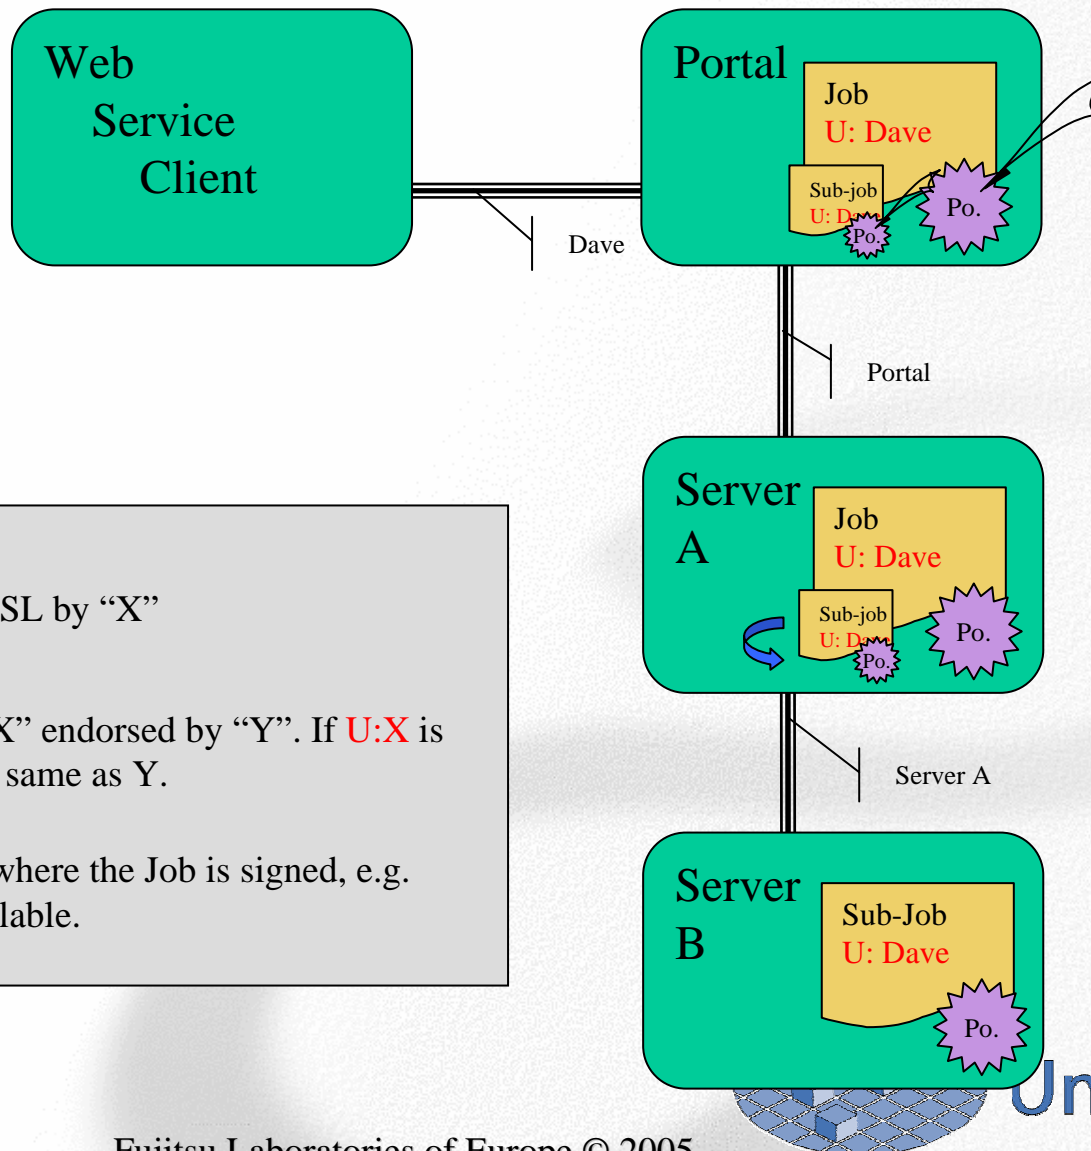 Web
Service
Client
Portal
Job
U: Dave
Sub-job
U: Dave
Po.
Po.
Dave
Portal
Server
A
Job
U: Dave
Sub-job
U: Dave
Po.
Po.
SL by “X”
X” endorsed by “Y”. If U:X is
same as Y.
where the Job is signed, e.g.
lable.
Server A
Server
B
Sub-Job
U: Dave
Po.
Un
Fujitsu Laboratories of Europe © 2005